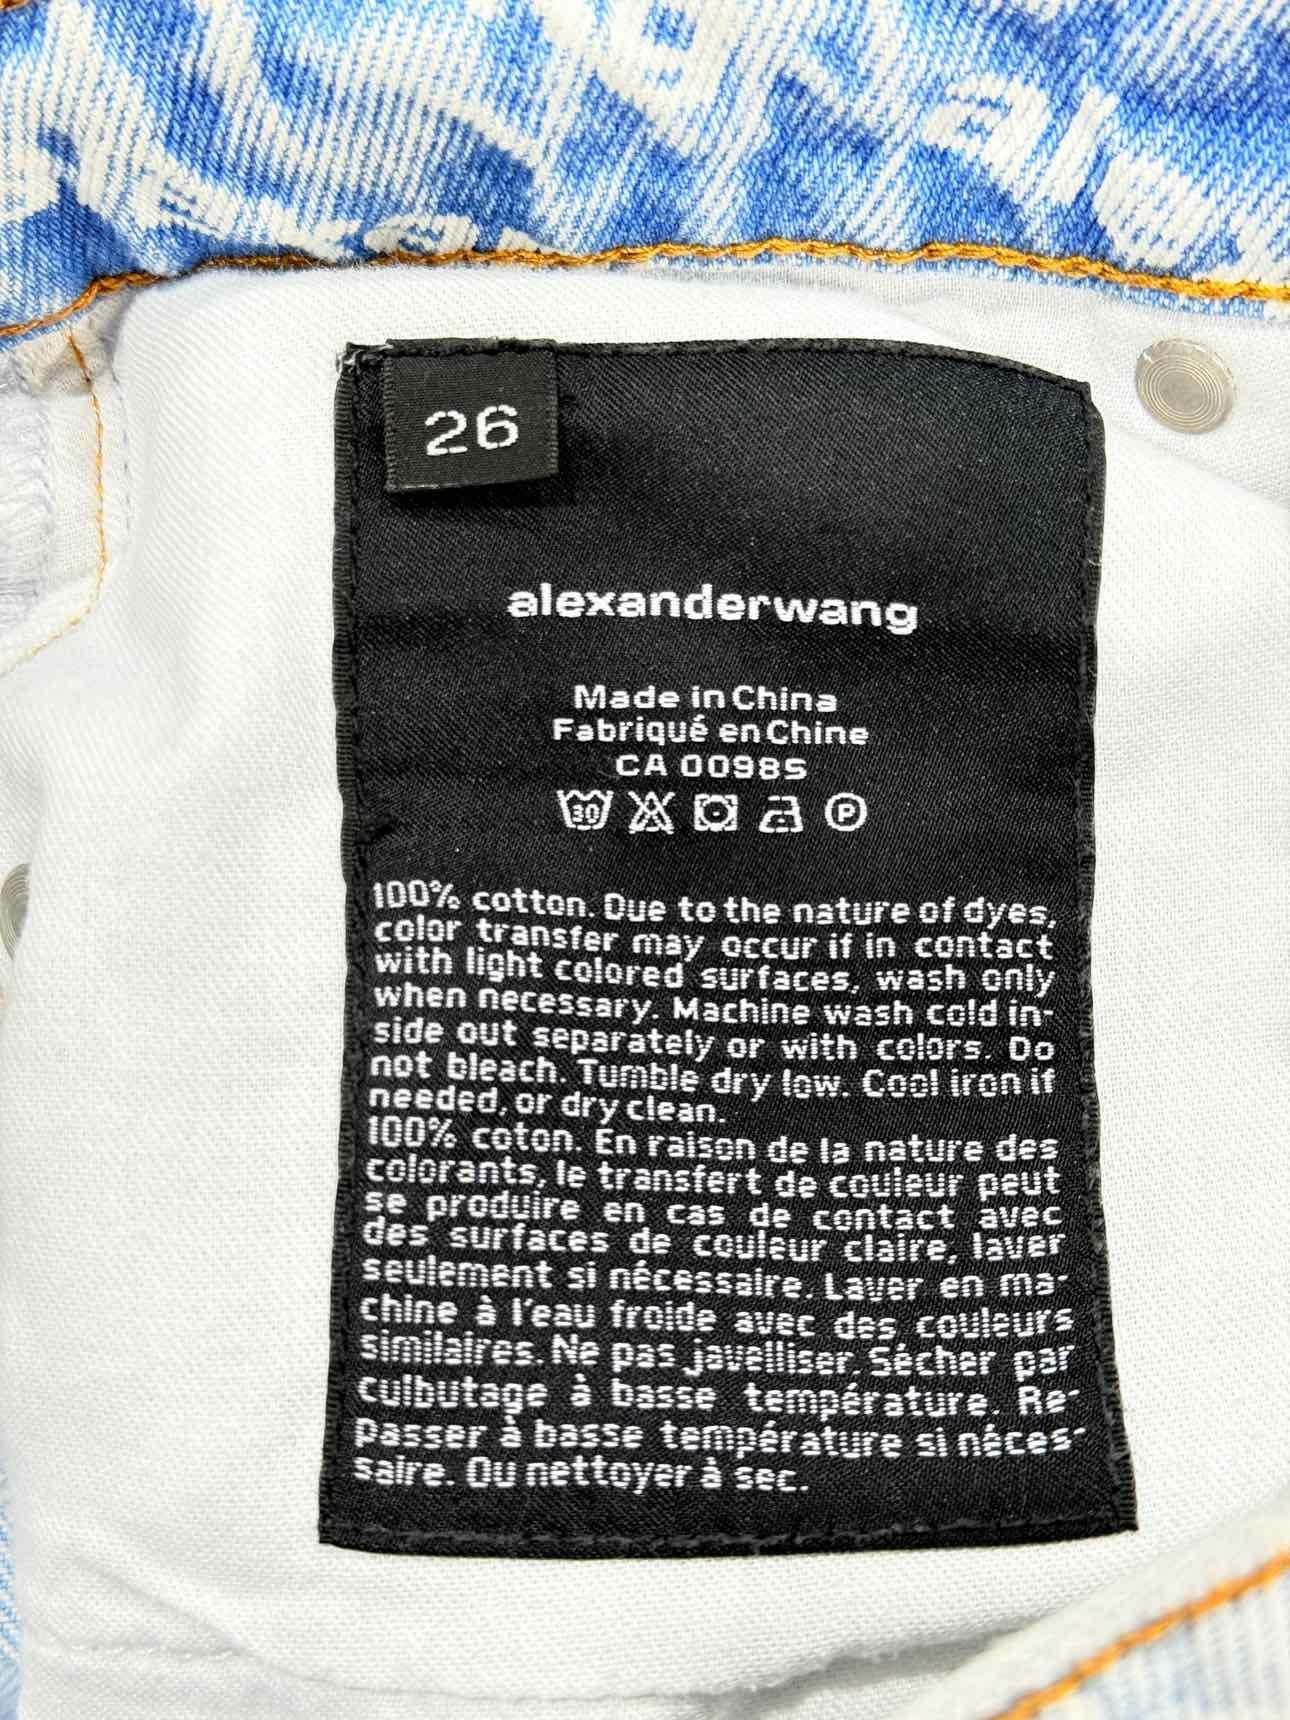 alex
26
alexanderwang
Made in China
Fabriqué en Chine
CA 00985
30 P
100% cotton. Due to the nature of dyes,
color transfer may occur if in contact
with light colored surfaces, wash only
when necessary. Machine wash cold in-
side out separately or with colors. Do
not bleach. Tumble dry low. Cool iron if
needed, or dry clean.
100% coton. En raison de la nature des
colorants, le transfert de couleur peut
se produire en cas de contact avec
des surfaces de couleur claire, laver
seulement si nécessaire. Laver en ma-
chine à l'eau froide avec des couleurs
similaires. Ne pas javelliser. Sècher par
culbutage à basse température. Re-
passer à basse température si néces-
saire. Ou nettoyer à sec.